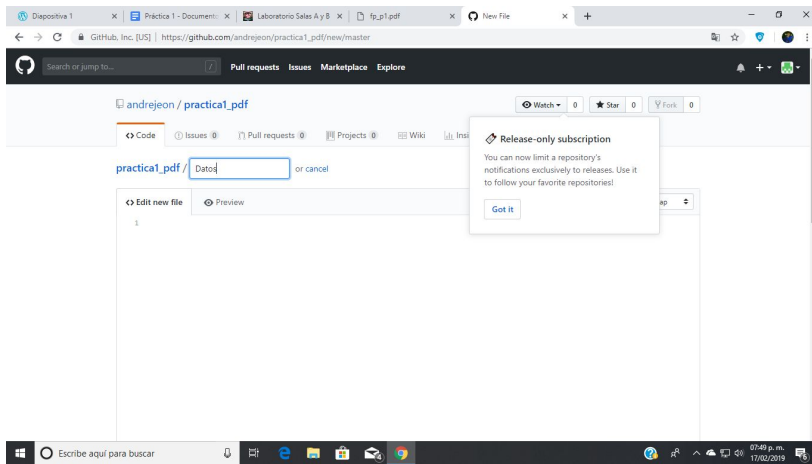 Diapositiva 1
Práctica 1 - Documento
Laboratorio Salas A y B
fp_p1.pdf
New File
GitHub, Inc. [US] | https://github.com/andrejeon/practica1_pdf/new/master
Search or jump to...
/
Pull requests Issues Marketplace Explore
andrejeon / practica1_pdf
Watch 0 Star 0 Fork 0
Code Issues 0 Pull requests 0 Projects 0 Wiki Insi
Release-only subscription
You can now limit a repository's
notifications exclusively to releases. Use it
to follow your favorite repositories!
Got it
practica1_pdf / Datos or cancel
Edit new file Preview
ap
1
Escribe aquí para buscar
07:49 p. m.
17/02/2019